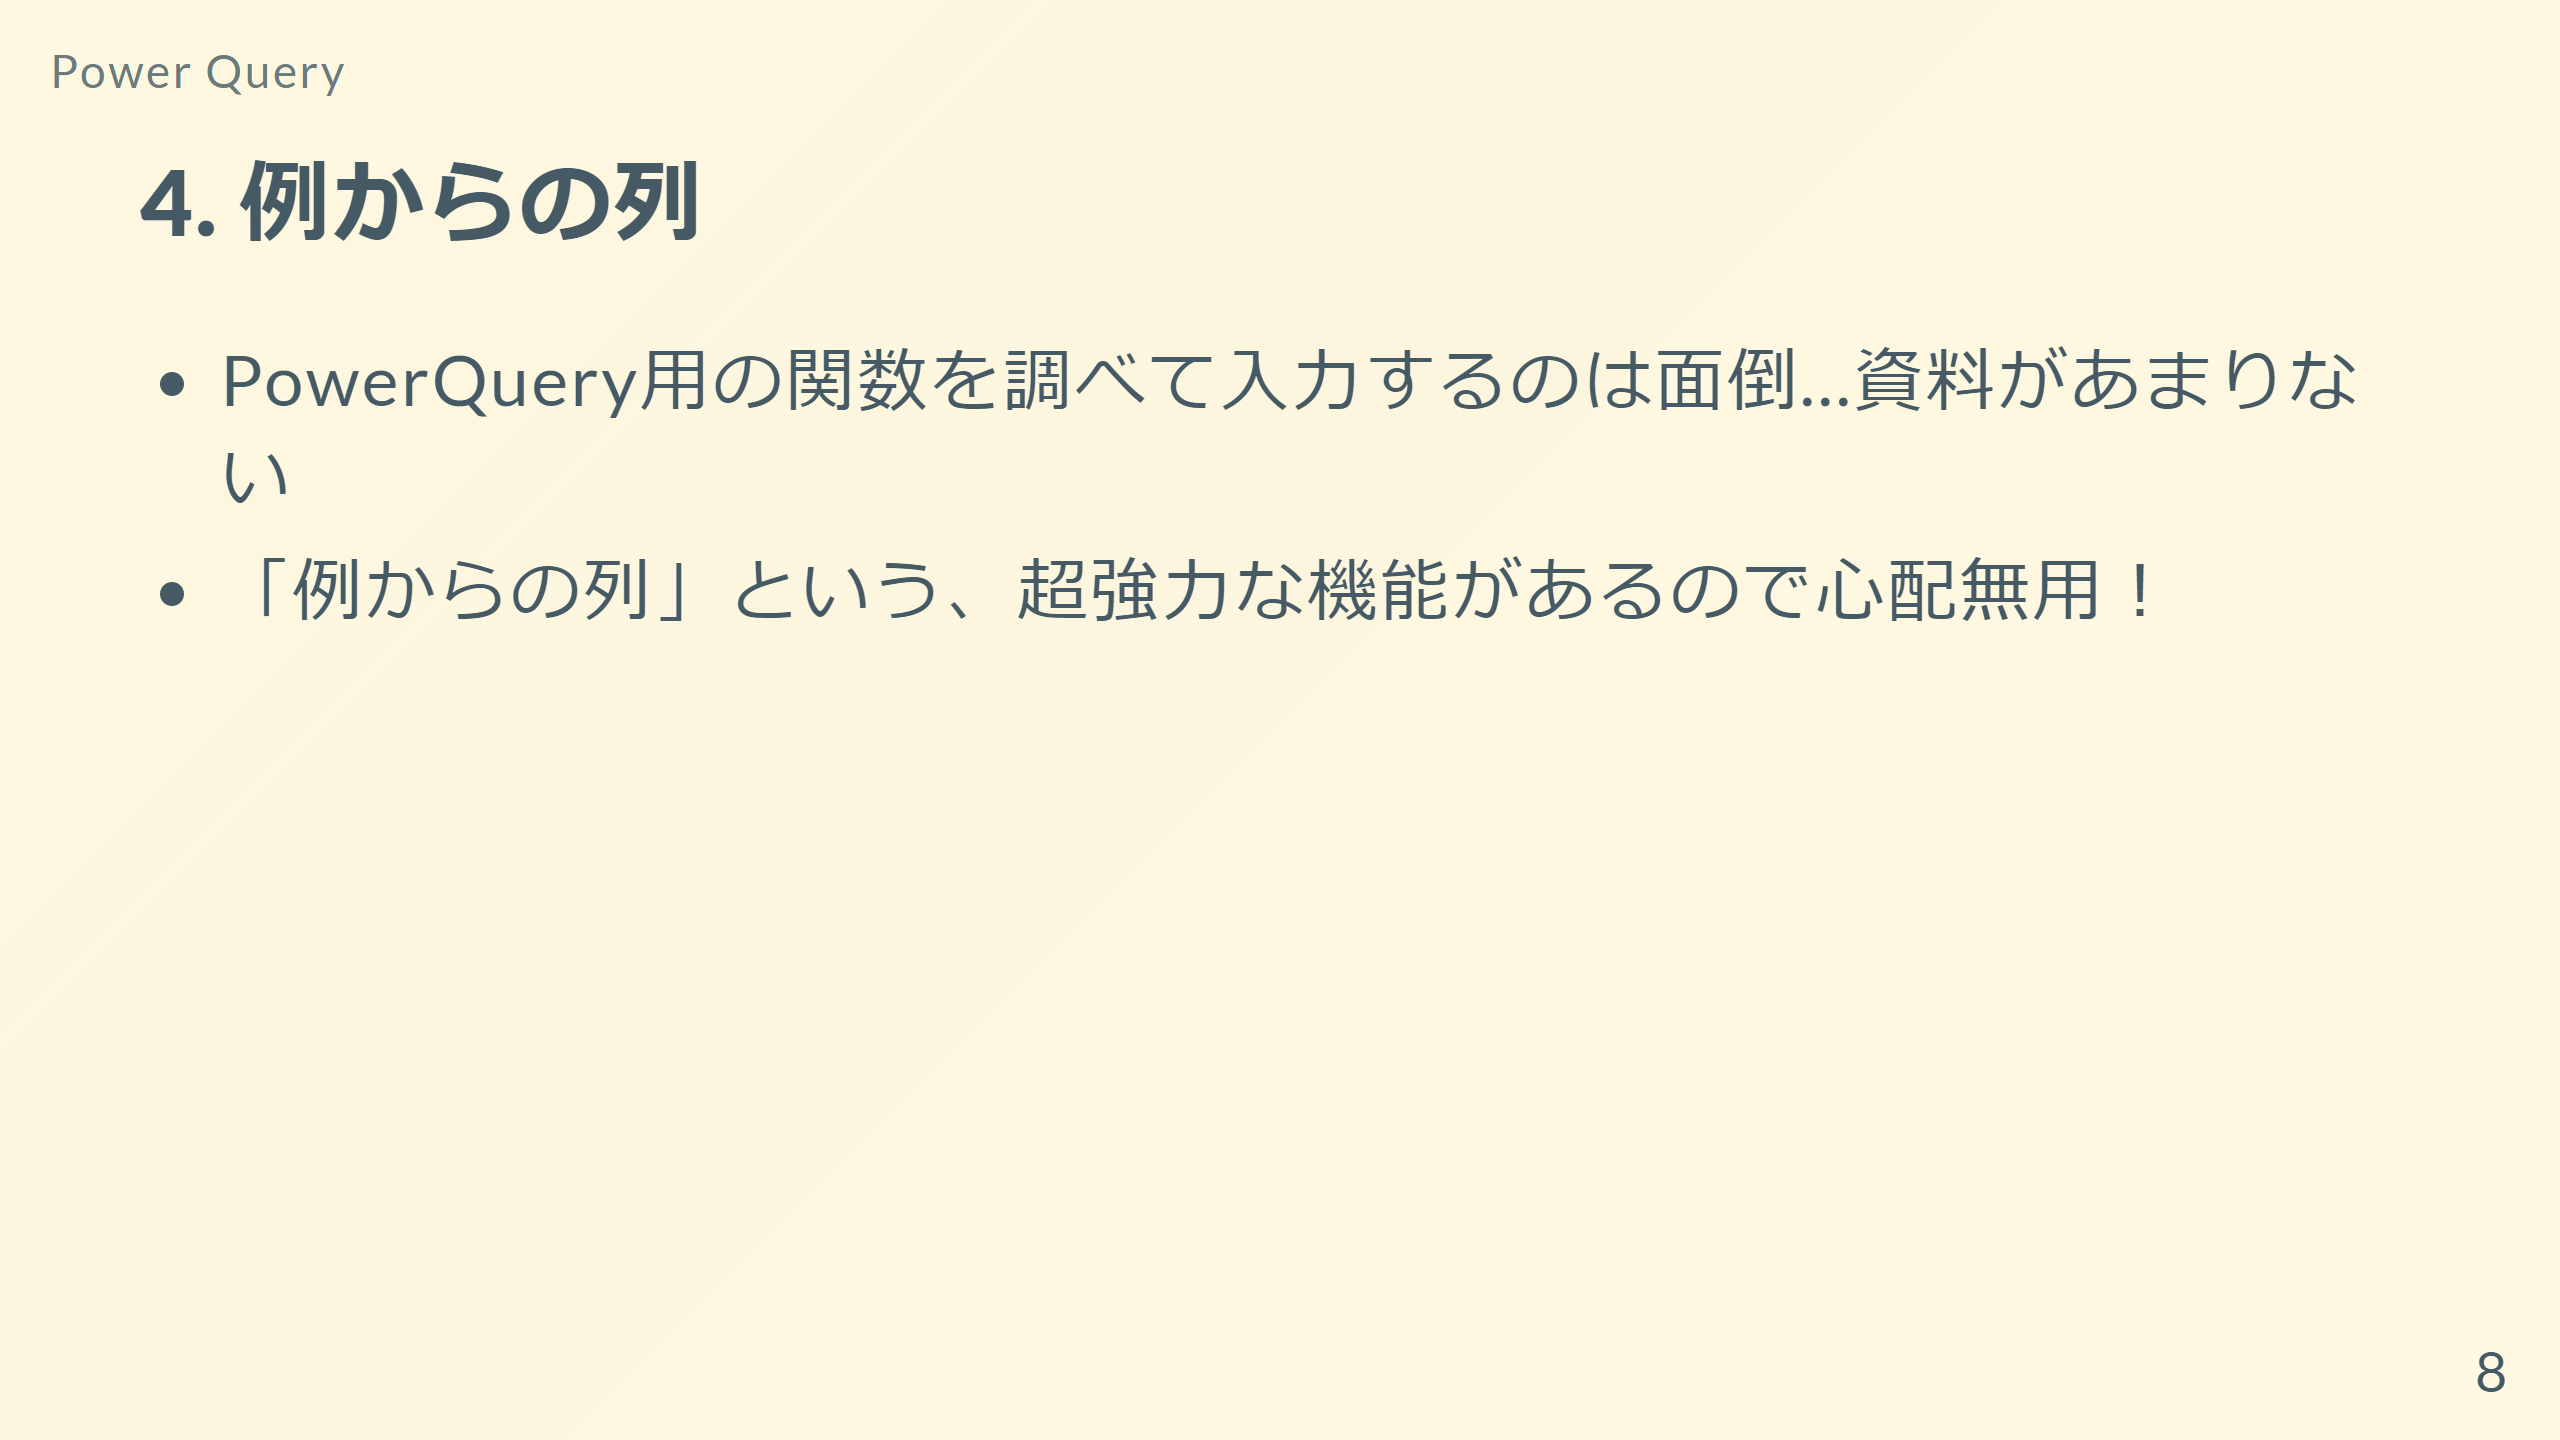 Power Query
4. 例からの列
• PowerQuery用の関数を調べて入力するのは面倒...資料があまりな
い
• 「例からの列」という、超強力な機能があるので心配無用！
8